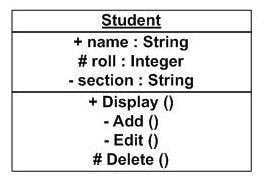 Student
+ name : String
# roll : Integer
- section : String
+ Display ()
- Add ()
- Edit ()
# Delete ()